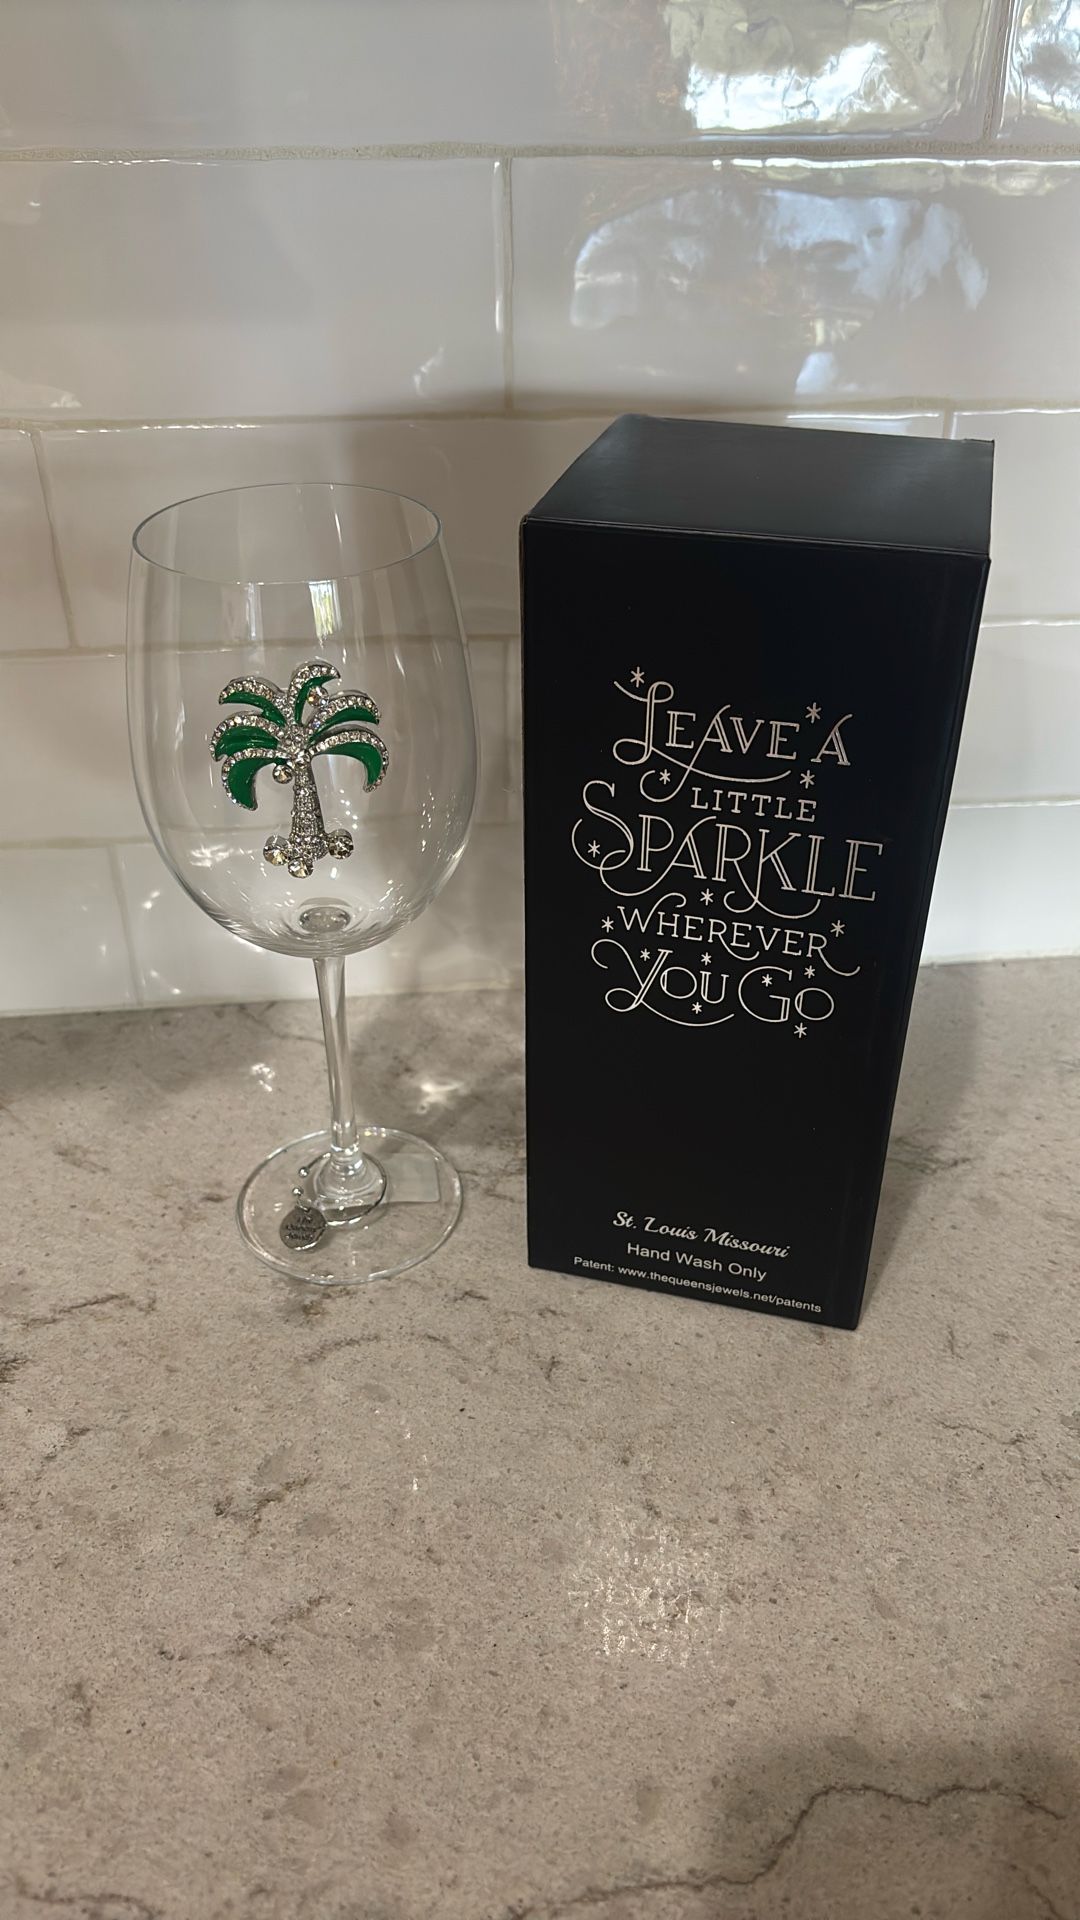 LEAVE A
LITTLE
SPARKLE
WHEREVER
YOU GO
St. Louis Missouri
Hand Wash Only
Patent: www.thequeensjewels.net/patents